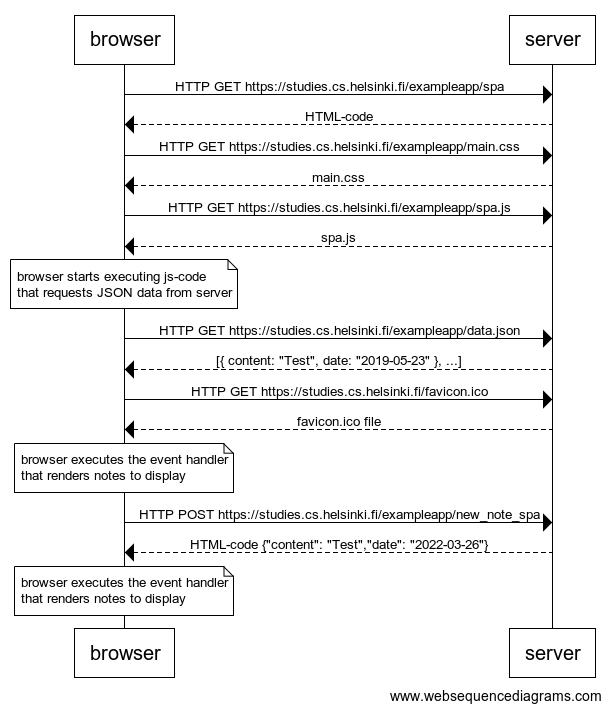 browser
server
HTTP GET https://studies.cs.helsinki.fi/exampleapp/spa
HTML-code
HTTP GET https://studies.cs.helsinki.fi/exampleapp/main.css
main.css
HTTP GET https://studies.cs.helsinki.fi/exampleapp/spa.js
spa.js
browser starts executing js-code
that requests JSON data from server
HTTP GET https://studies.cs.helsinki.fi/exampleapp/data.json
[{ content: "Test", date: "2019-05-23" }, ...]
HTTP GET https://studies.cs.helsinki.fi/favicon.ico
favicon.ico file
browser executes the event handler
that renders notes to display
HTTP POST https://studies.cs.helsinki.fi/exampleapp/new_note_spa
HTML-code {"content": "Test","date": "2022-03-26"}
browser executes the event handler
that renders notes to display
browser
server
www.websequencediagrams.com